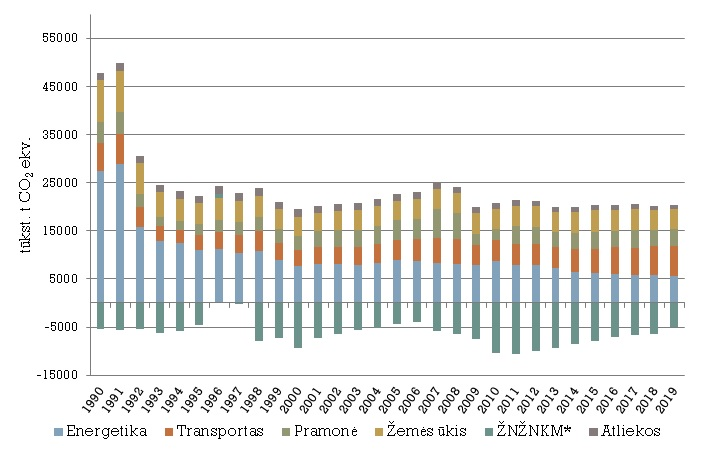 55000
45000
35000
25000
15000
5000
-5000
-15000
tūkst. t CO2 ekv.
1990 1991 1992 1993 1994 1995 1996 1997 1998 1999 2000 2001 2002 2003 2004 2005 2006 2007 2008 2009 2010 2011 2012 2013 2014 2015 2016 2017 2018 2019
Energetika Transportas Pramonė Žemės ūkis ŽNŽNKM* Atliekos